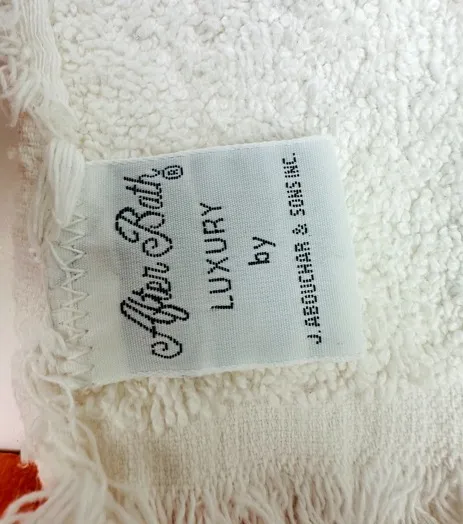 After Bath®
LUXURY
by
J.ABOUCHAR & SONS INC.